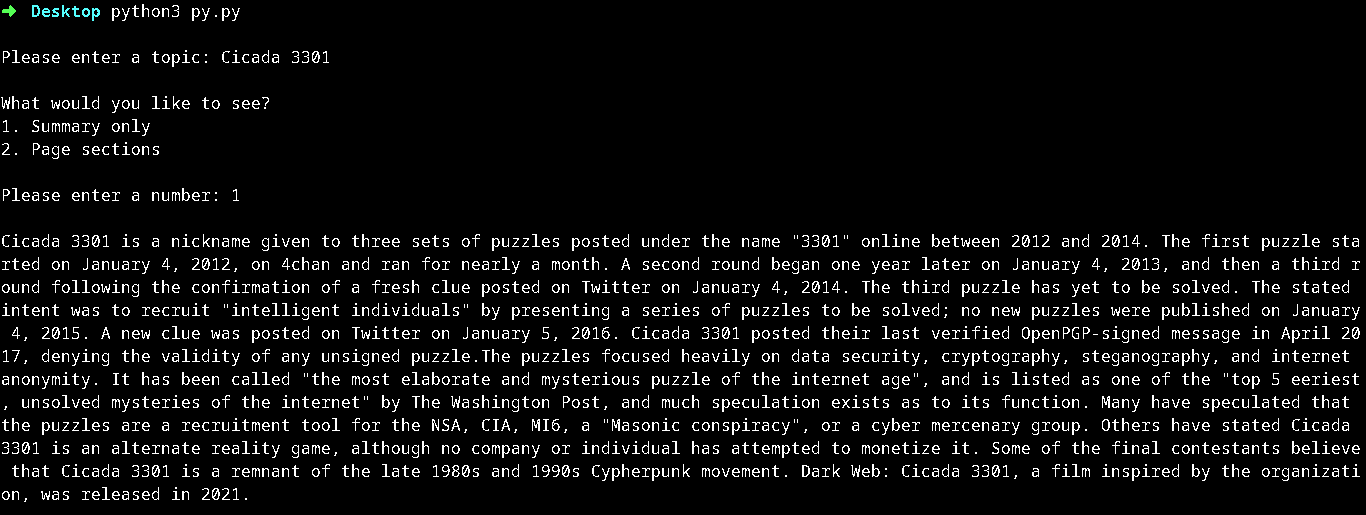 ➜ Desktop python3 py.py
Please enter a topic: Cicada 3301
What would you like to see?
1. Summary only
2. Page sections
Please enter a number: 1
Cicada 3301 is a nickname given to three sets of puzzles posted under the name "3301" online between 2012 and 2014. The first puzzle sta
rted on January 4, 2012, on 4chan and ran for nearly a month. A second round began one year later on January 4, 2013, and then a third r
ound following the confirmation of a fresh clue posted on Twitter on January 4, 2014. The third puzzle has yet to be solved. The stated
intent was to recruit "intelligent individuals" by presenting a series of puzzles to be solved; no new puzzles were published on January
 4, 2015. A new clue was posted on Twitter on January 5, 2016. Cicada 3301 posted their last verified OpenPGP-signed message in April 20
17, denying the validity of any unsigned puzzle.The puzzles focused heavily on data security, cryptography, steganography, and internet
anonymity. It has been called "the most elaborate and mysterious puzzle of the internet age", and is listed as one of the "top 5 eeriest
, unsolved mysteries of the internet" by The Washington Post, and much speculation exists as to its function. Many have speculated that
the puzzles are a recruitment tool for the NSA, CIA, MI6, a "Masonic conspiracy", or a cyber mercenary group. Others have stated Cicada
3301 is an alternate reality game, although no company or individual has attempted to monetize it. Some of the final contestants believe
 that Cicada 3301 is a remnant of the late 1980s and 1990s Cypherpunk movement. Dark Web: Cicada 3301, a film inspired by the organizati
on, was released in 2021.